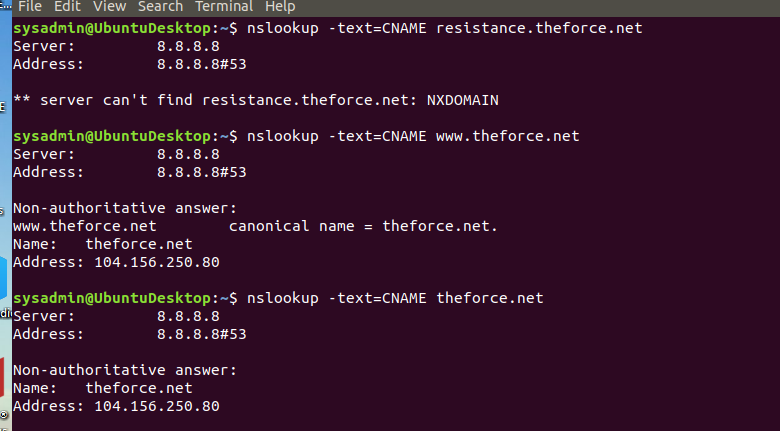 File Edit View Search Terminal Help
sysadmin@UbuntuDesktop:~$ nslookup -text=CNAME resistance.theforce.net
Server: 8.8.8.8
Address: 8.8.8.8#53
** server can't find resistance.theforce.net: NXDOMAIN
sysadmin@UbuntuDesktop:~$ nslookup -text=CNAME www.theforce.net
Server: 8.8.8.8
Address: 8.8.8.8#53
Non-authoritative answer:
www.theforce.net canonical name = theforce.net.
Name: theforce.net
Address: 104.156.250.80
sysadmin@UbuntuDesktop:~$ nslookup -text=CNAME theforce.net
Server: 8.8.8.8
Address: 8.8.8.8#53
Non-authoritative answer:
Name: theforce.net
Address: 104.156.250.80